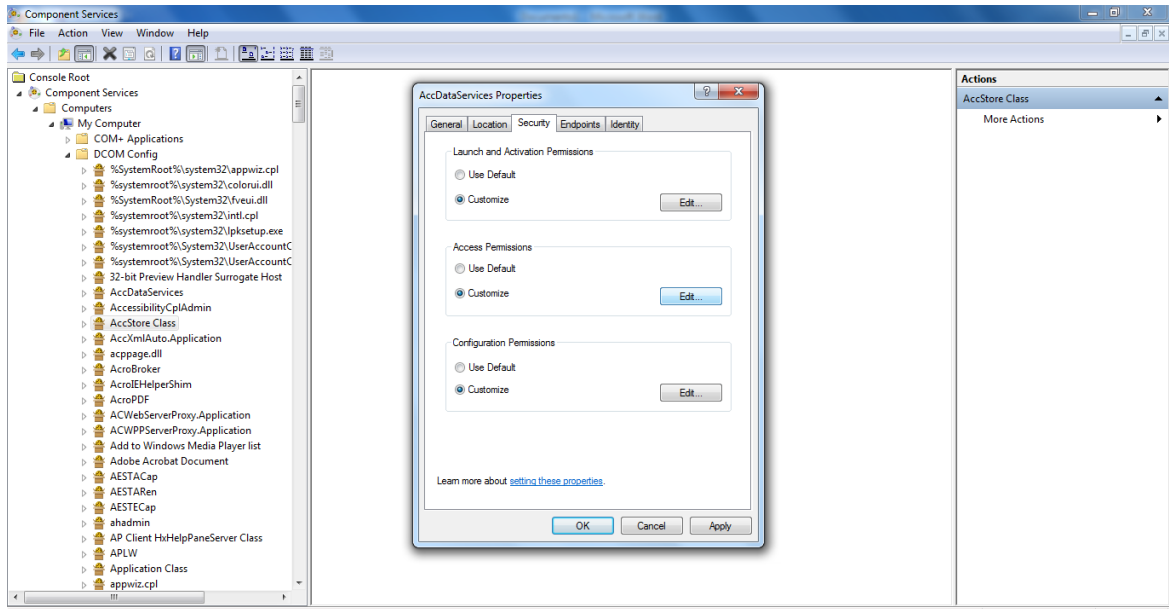 Component Services
File Action View Window Help
Console Root
Component Services
Computers
My Computer
COM+ Applications
DCOM Config
%SystemRoot%\system32\appwiz.cpl
%systemroot%\system32\colorui.dll
%SystemRoot%\System32\fveui.dll
%systemroot%\system32\intl.cpl
%systemroot%\system32\lpksetup.exe
%systemroot%\System32\UserAccountC
%systemroot%\System32\UserAccountC
32-bit Preview Handler Surrogate Host
AccDataServices
AccessibilityCplAdmin
AccStore Class
AccXmlAuto.Application
acppage.dll
AcroBroker
AcroIEHelperShim
AcroPDF
ACWebServerProxy.Application
ACWPPServerProxy.Application
Add to Windows Media Player list
Adobe Acrobat Document
AESTACap
AESTARen
AESTECap
ahadmin
AP Client HxHelpPaneServer Class
APLW
Application Class
appwiz.cpl
AccDataServices Properties
General Location Security Endpoints Identity
Launch and Activation Permissions
Use Default
Customize Edit...
Access Permissions
Use Default
Customize Edit...
Configuration Permissions
Use Default
Customize Edit...
Learn more about setting these properties.
OK Cancel Apply
Actions
AccStore Class
More Actions